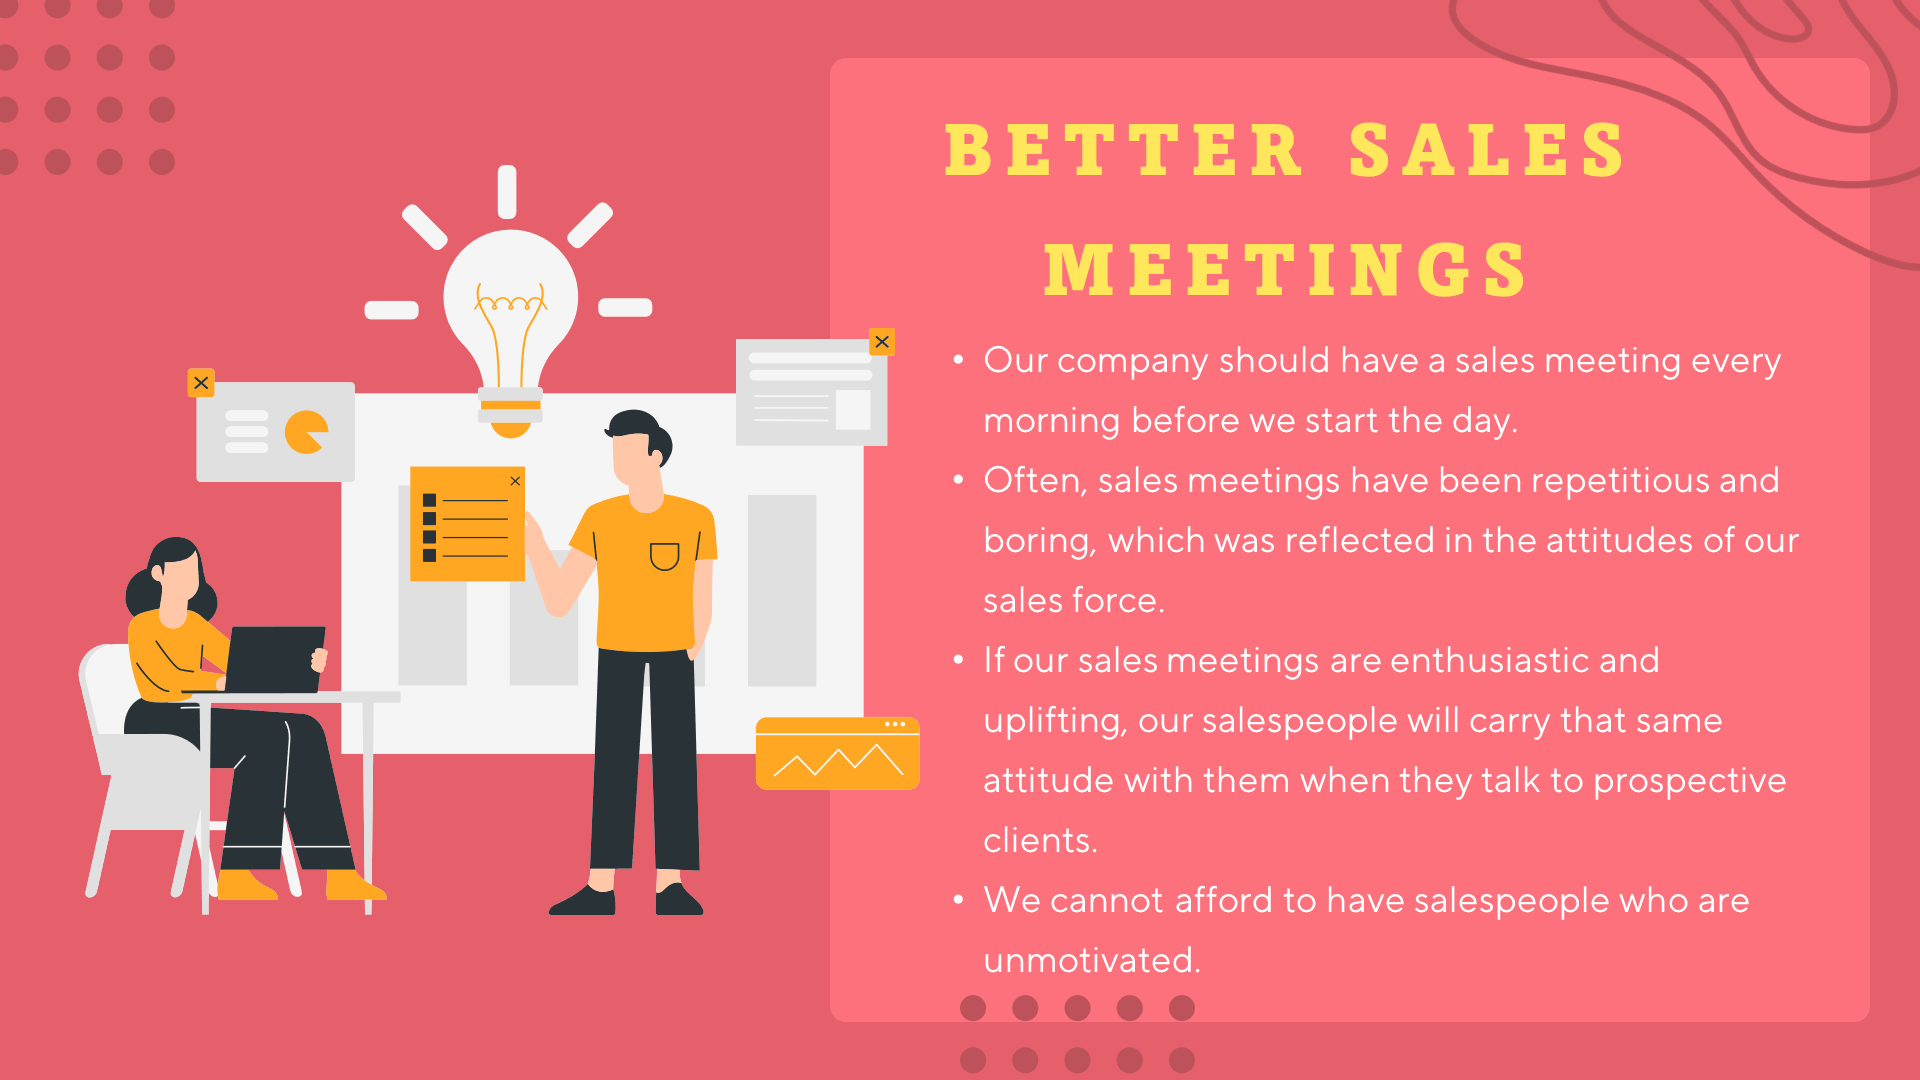 BETTER SALES
MEETINGS
• Our company should have a sales meeting every
morning before we start the day.
• Often, sales meetings have been repetitious and
boring, which was reflected in the attitudes of our
sales force.
• If our sales meetings are enthusiastic and
uplifting, our salespeople will carry that same
attitude with them when they talk to prospective
clients.
• We cannot afford to have salespeople who are
unmotivated.